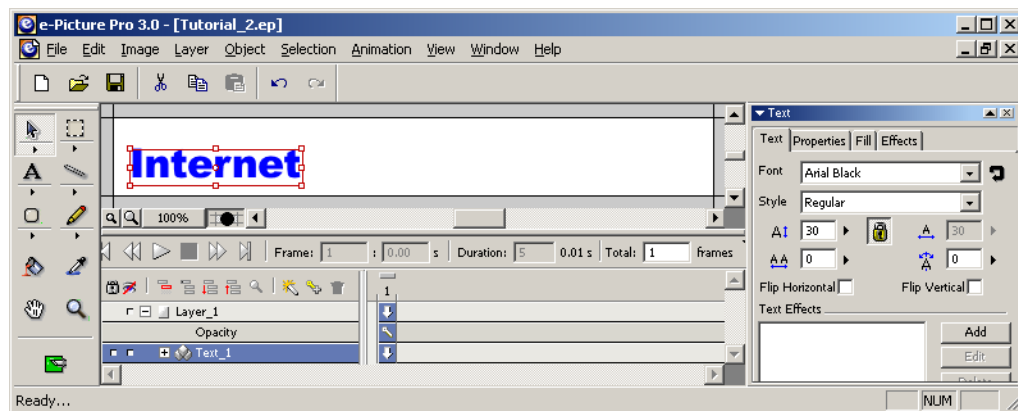 e-Picture Pro 3.0 - [Tutorial_2.ep]
File Edit Image Layer Object Selection Animation View Window Help
Internet
100%
Frame: 1 : 0.00 s Duration: 5 0.01 s Total: 1 frames
1
Layer_1
Opacity
Text_1
Text
Text Properties Fill Effects
Font Arial Black
Style Regular
A 30 A 30
AA 0 A 0
Flip Horizontal Flip Vertical
Text Effects
Add
Edit
Delete
Ready...
NUM